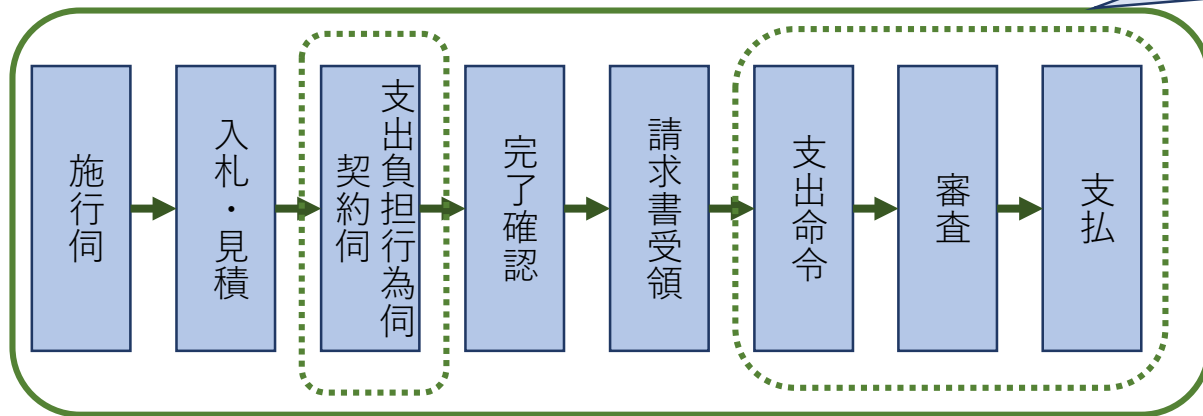 施行伺
入札・見積
支出負担行為伺
契約伺
完了確認
請求書受領
支出命令
審査
支払